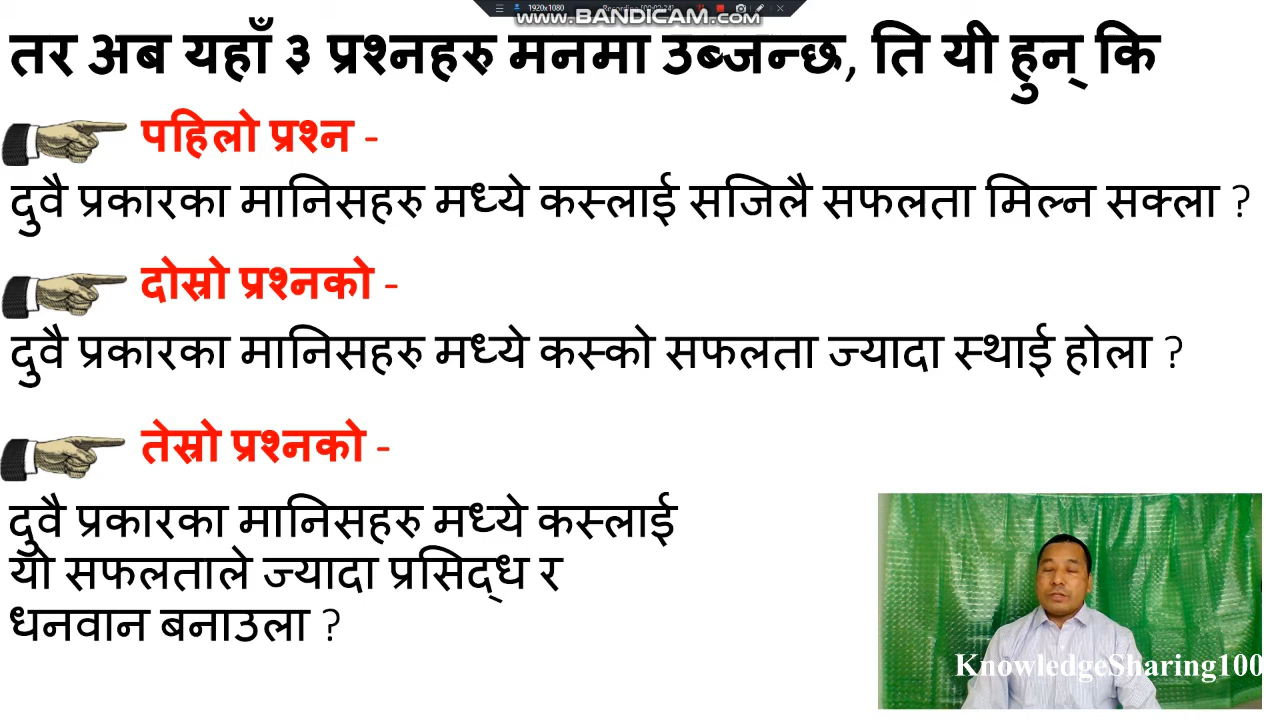 1920x1080
www.BANDICAM.com
तर अब यहाँ ३ प्रश्नहरु मनमा उब्जन्छ, ति यी हुन् कि
पहिलो प्रश्न -
दुवै प्रकारका मानिसहरु मध्ये कस्लाई सजिलै सफलता मिल्न सक्ला ?
दोस्रो प्रश्नको -
दुवै प्रकारका मानिसहरु मध्ये कस्को सफलता ज्यादा स्थाई होला ?
तेस्रो प्रश्नको -
दुवै प्रकारका मानिसहरु मध्ये कस्लाई
यो सफलताले ज्यादा प्रसिद्ध र
धनवान बनाउला ?
KnowledgeSharing100